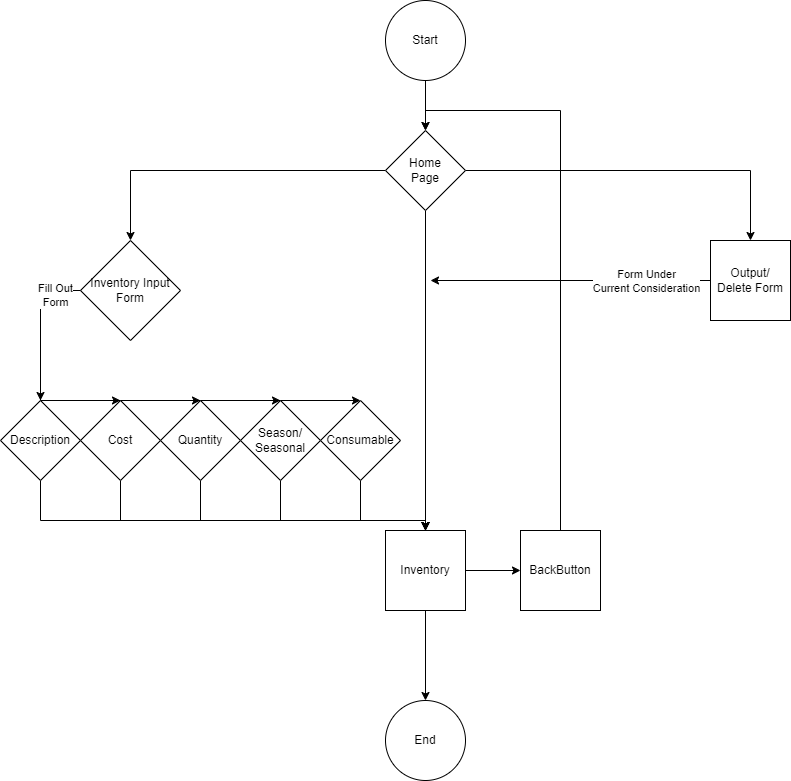 Start
Home
Page
Inventory Input
Form
Fill Out
Form
Form Under
Current Consideration
Output/
Delete Form
Description
Cost
Quantity
Season/
Seasonal
Consumable
Inventory
BackButton
End